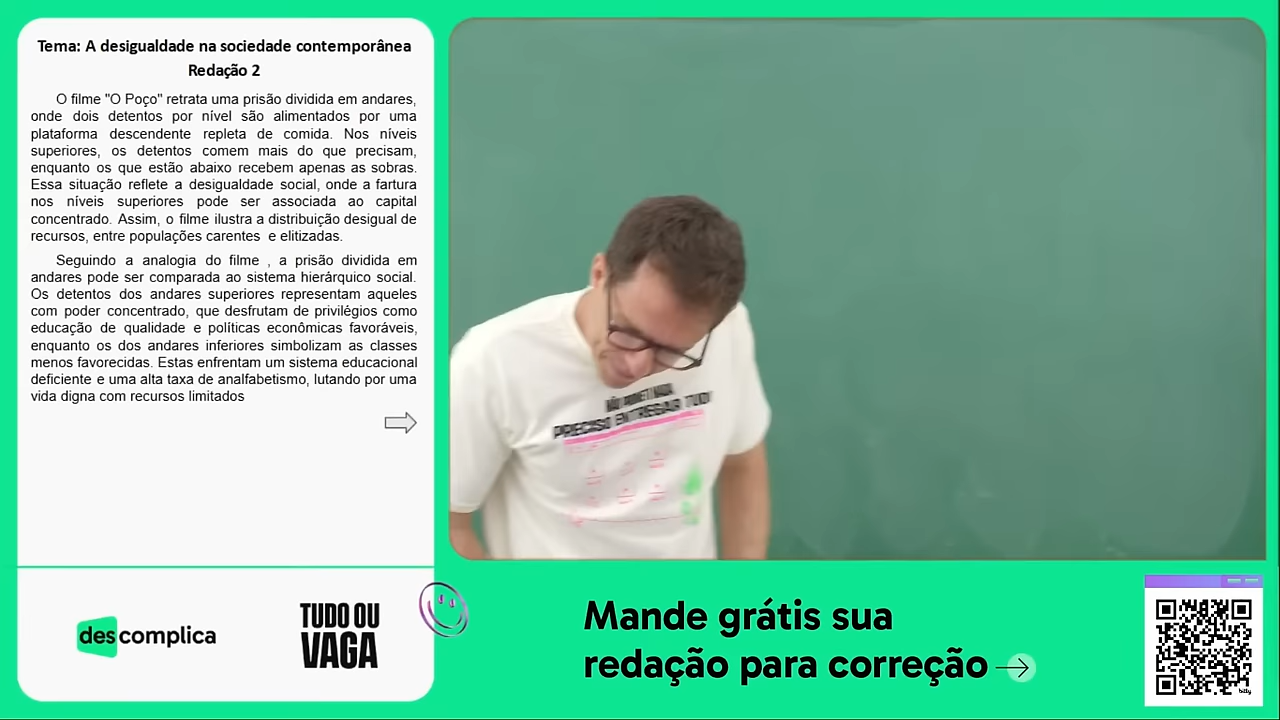 Tema: A desigualdade na sociedade contemporânea
Redação 2
O filme "O Poço" retrata uma prisão dividida em andares,
onde dois detentos por nível são alimentados por uma
plataforma descendente repleta de comida. Nos níveis
superiores, os detentos comem mais do que precisam,
enquanto os que estão abaixo recebem apenas as sobras.
Essa situação reflete a desigualdade social, onde a fartura
nos níveis superiores pode ser associada ao capital
concentrado. Assim, o filme ilustra a distribuição desigual de
recursos, entre populações carentes e elitizadas.
Seguindo a analogia do filme , a prisão dividida em
andares pode ser comparada ao sistema hierárquico social.
Os detentos dos andares superiores representam aqueles
com poder concentrado, que desfrutam de privilégios como
educação de qualidade e políticas econômicas favoráveis,
enquanto os dos andares inferiores simbolizam as classes
menos favorecidas. Estas enfrentam um sistema educacional
deficiente e uma alta taxa de analfabetismo, lutando por uma
vida digna com recursos limitados
PRECISO ENTREGAR TUDO
descomplica
TUDO OU
VAGA
Mande grátis sua
redação para correção
bitly